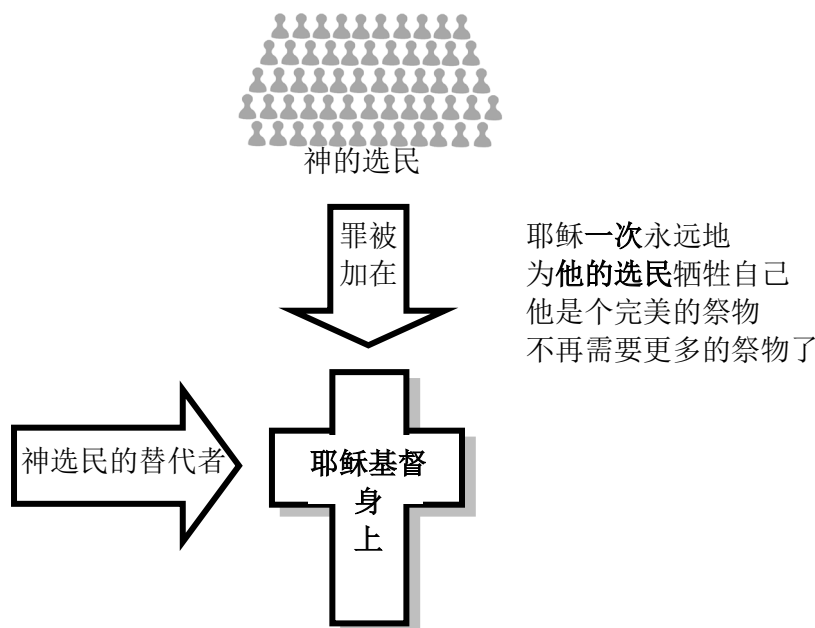 神的选民
罪被
加在
耶稣一次永远地
为他的选民牺牲自己
他是个完美的祭物
不再需要更多的祭物了
神选民的替代者
耶稣基督
身
上